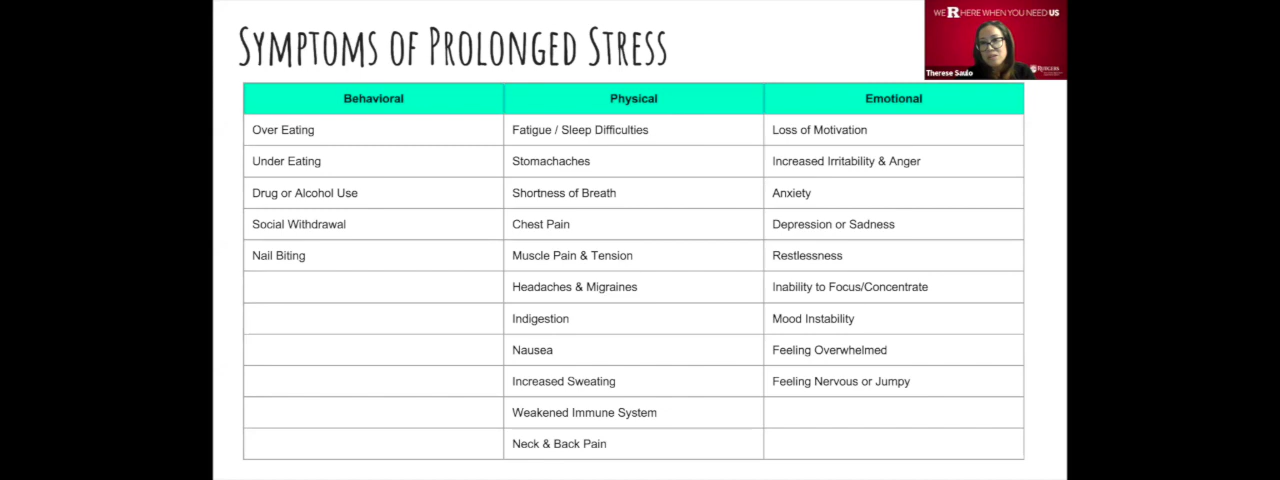 WE R HERE WHEN YOU NEED US
SYMPTOMS OF PROLONGED STRESS
Therese Saulo
RUTGERS
Behavioral Physical Emotional
Over Eating Fatigue / Sleep Difficulties Loss of Motivation
Under Eating Stomachaches Increased Irritability & Anger
Drug or Alcohol Use Shortness of Breath Anxiety
Social Withdrawal Chest Pain Depression or Sadness
Nail Biting Muscle Pain & Tension Restlessness
Headaches & Migraines Inability to Focus/Concentrate
Indigestion Mood Instability
Nausea Feeling Overwhelmed
Increased Sweating Feeling Nervous or Jumpy
Weakened Immune System
Neck & Back Pain